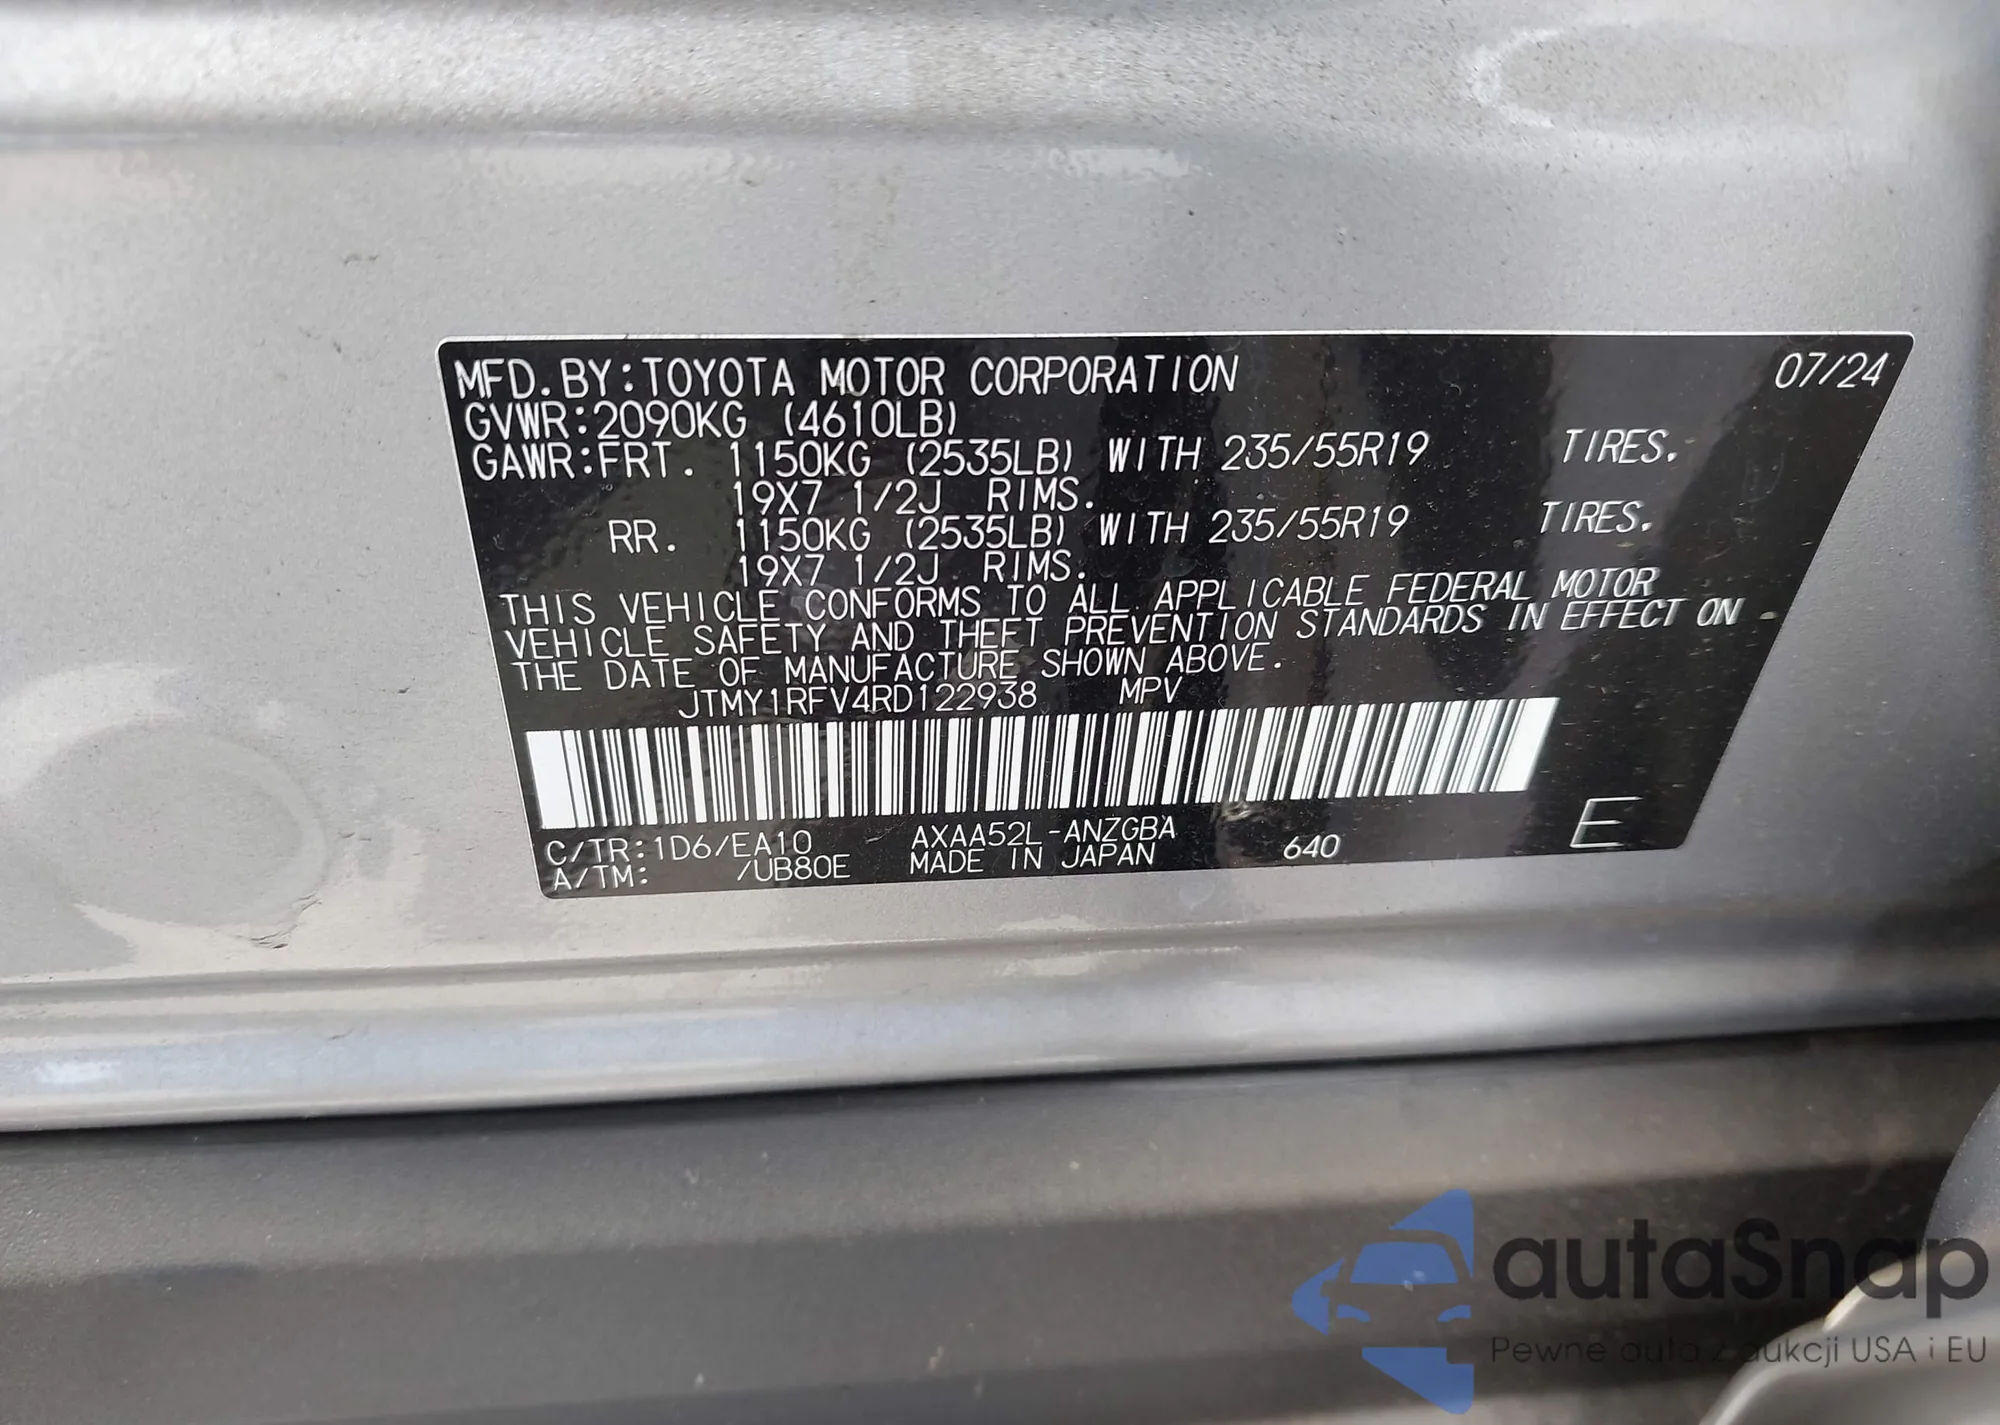 MFD.BY:TOYOTA MOTOR CORPORATION 07/24
GVWR:2090KG (4610LB)
GAWR:FRT. 1150KG (2535LB) WITH 235/55R19 TIRES.
19X7 1/2J RIMS.
RR. 1150KG (2535LB) WITH 235/55R19 TIRES.
19X7 1/2J RIMS.
THIS VEHICLE CONFORMS TO ALL APPLICABLE FEDERAL MOTOR
VEHICLE SAFETY AND THEFT PREVENTION STANDARDS IN EFFECT ON
THE DATE OF MANUFACTURE SHOWN ABOVE.
JTMY1RFV4RD122938 MPV
C/TR:1D6/EA10 AXAA52L-ANZGBA 640 E
A/TM: /UB80E MADE IN JAPAN
autaSnap
Pewne auta z aukcji USA i EU